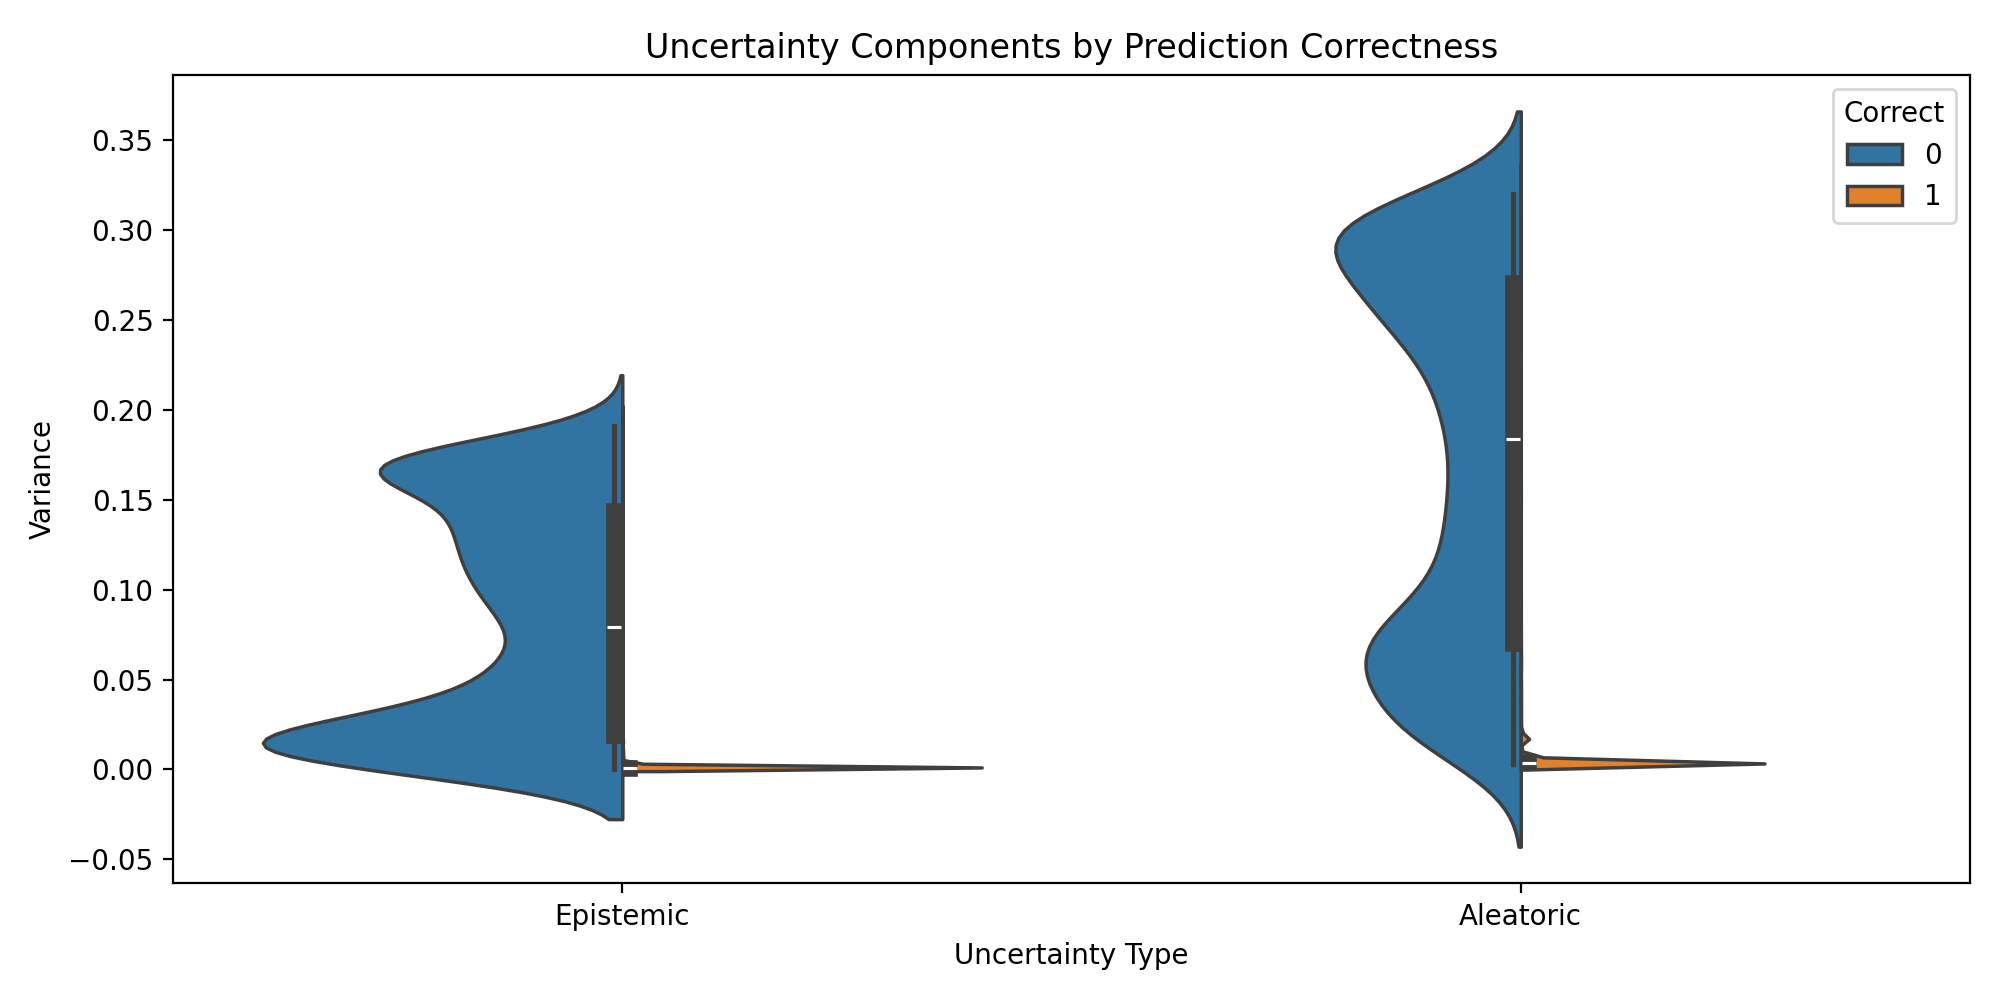 Uncertainty Components by Prediction Correctness
Correct
0
1
0.35
0.30
0.25
0.20
0.15
0.10
0.05
0.00
−0.05
Variance
Epistemic
Aleatoric
Uncertainty Type